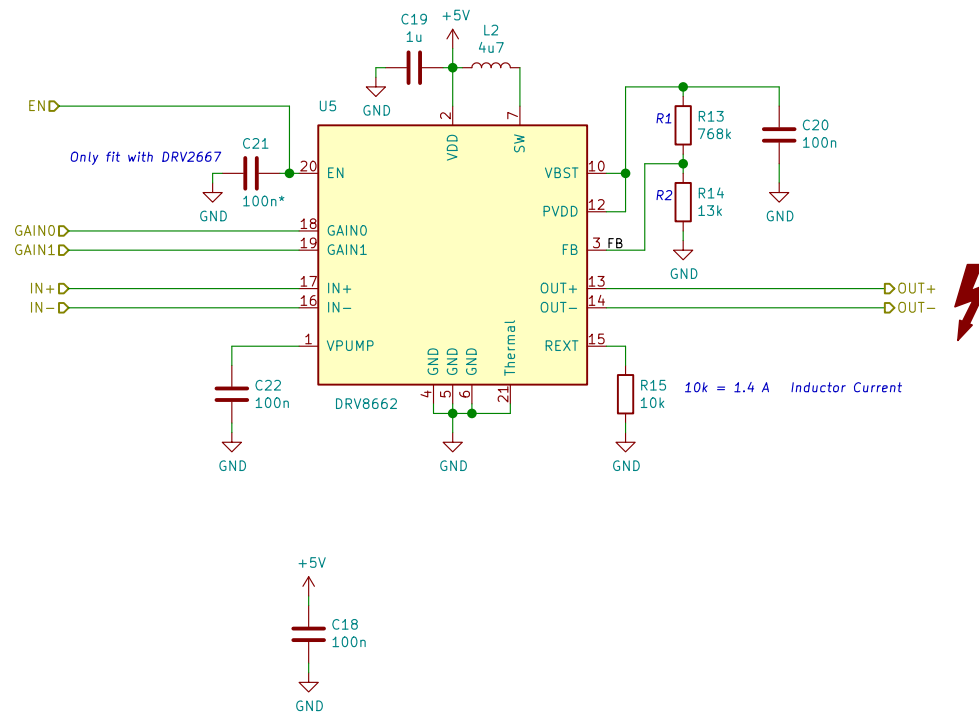 C19
1u
+5V
L2
4u7
GND
EN
U5
2
7
VDD
SW
R1
R13
768k
C20
100n
Only fit with DRV2667
C21
100n*
GND
20
EN
VBST
10
R2
R14
13k
GND
PVDD
12
GAIN0
18
GAIN0
GAIN1
19
GAIN1
FB
3
FB
GND
IN+
17
IN+
OUT+
13
OUT+
IN-
16
IN-
OUT-
14
OUT-
1
VPUMP
GND
GND
GND
Thermal
REXT
15
C22
100n
4
5
6
21
DRV8662
R15
10k
10k = 1.4 A   Inductor Current
GND
GND
GND
+5V
C18
100n
GND